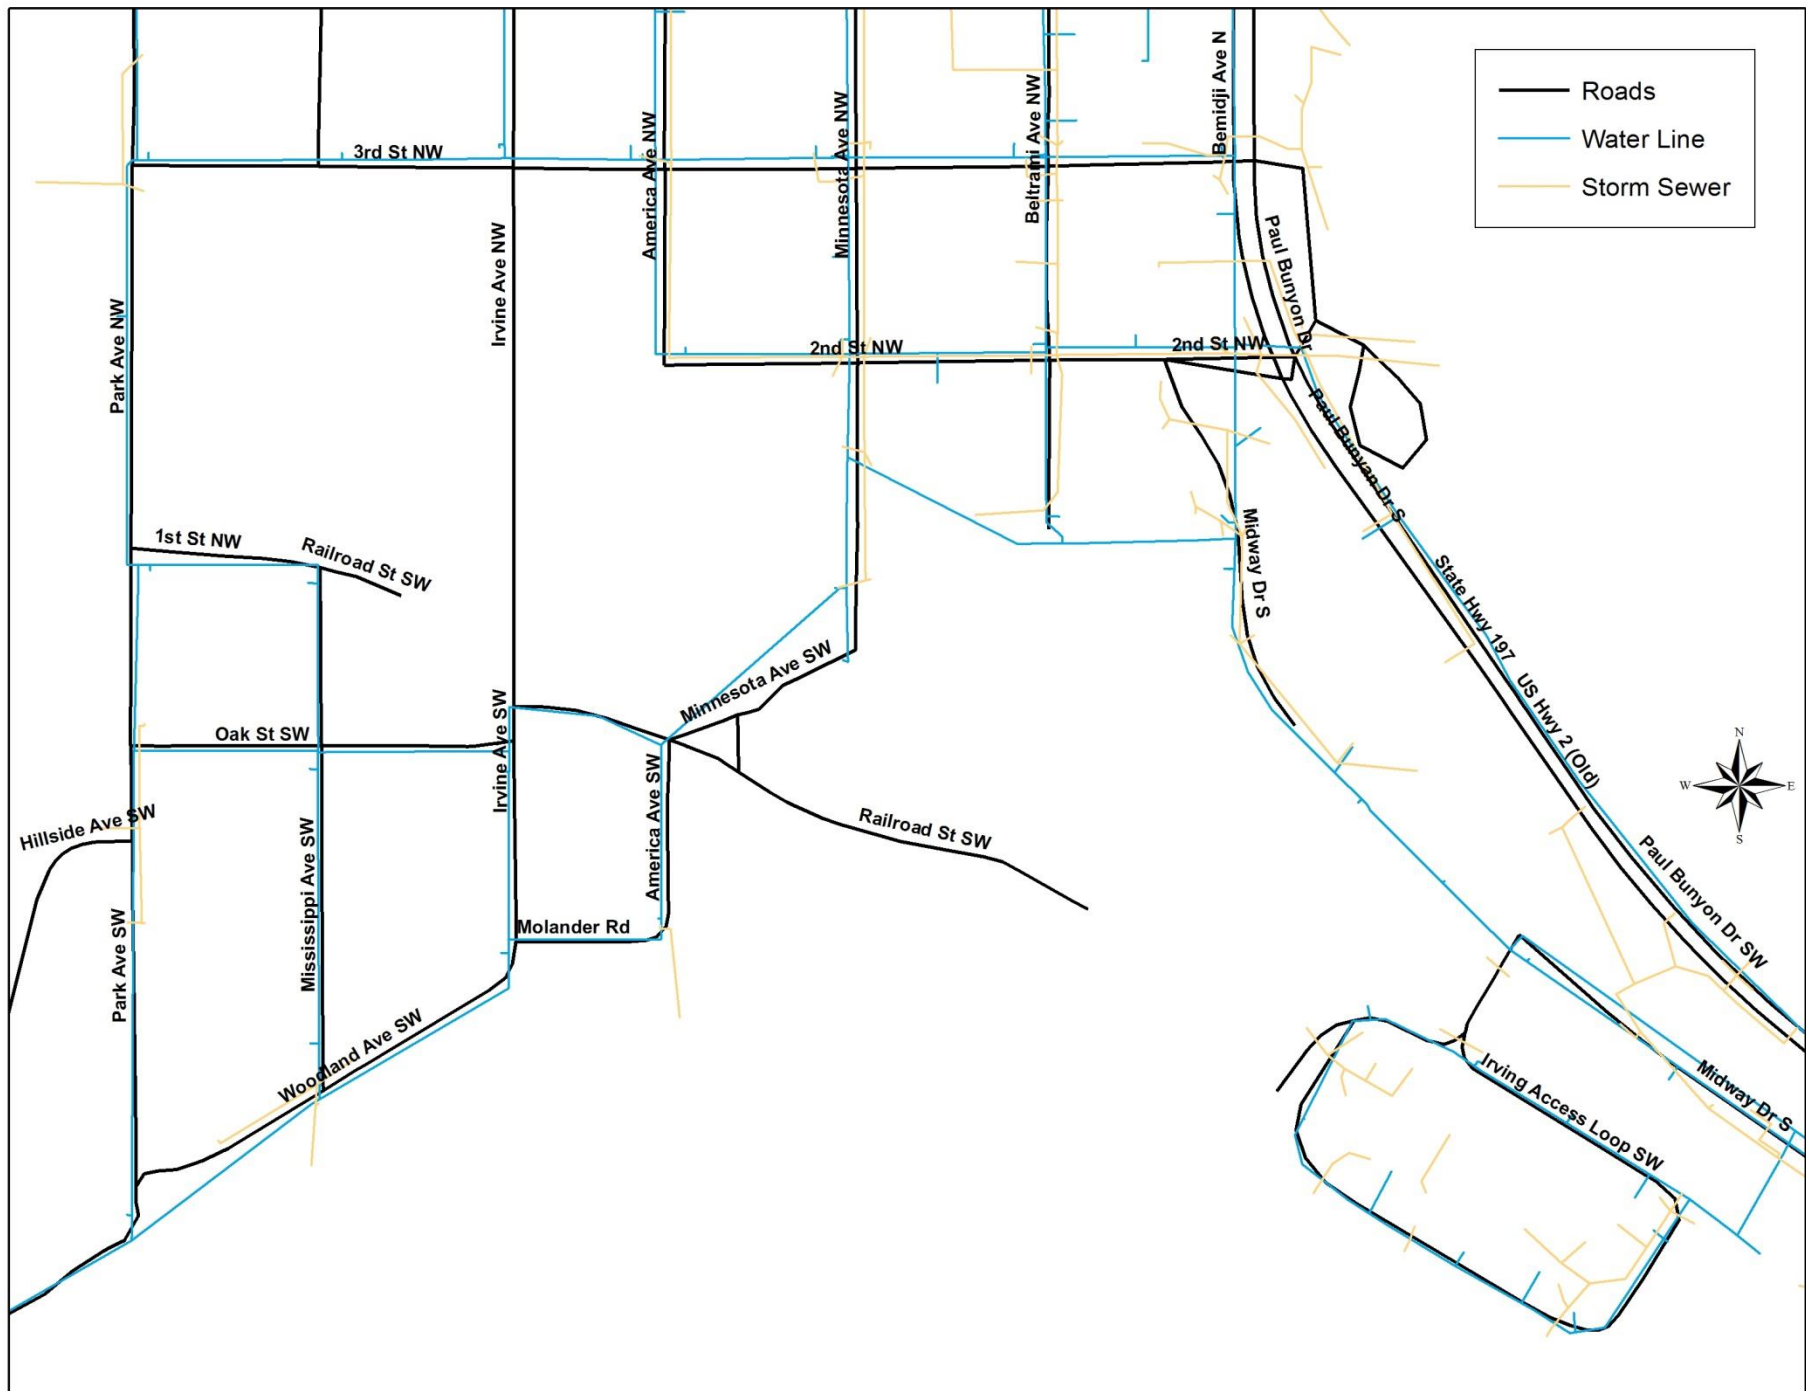 Roads
Water Line
Storm Sewer
Bemidji Ave N
Beltrami Ave NW
Minnesota Ave NW
America Ave NW
3rd St NW
Irvine Ave NW
Park Ave NW
Paul Bunyon Dr
2nd St NW
2nd St NW
Paul Bunyan Dr S
1st St NW
Railroad St SW
Midway Dr S
State Hwy 197
US Hwy 2 (Old)
Minnesota Ave SW
Oak St SW
Irvine Ave SW
America Ave SW
N
W
E
S
Hillside Ave SW
Mississippi Ave SW
Railroad St SW
Paul Bunyon Dr SW
Park Ave SW
Molander Rd
Woodland Ave SW
Irving Access Loop SW
Midway Dr S